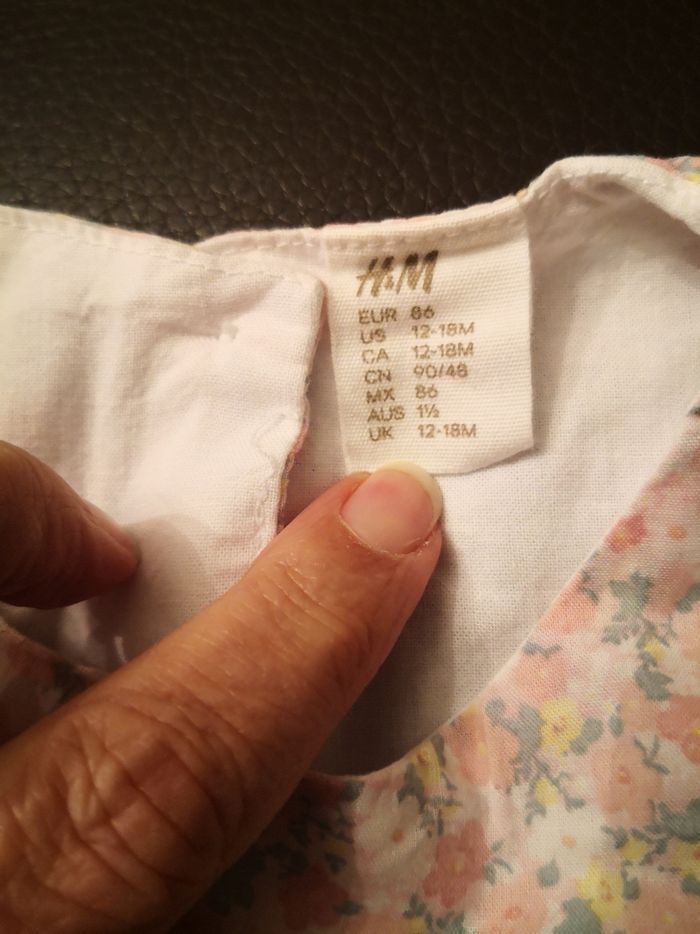 H&M
EUR 86
US 12-18M
CA 12-18M
CN 90/48
MX 86
AUS 1½
UK 12-18M